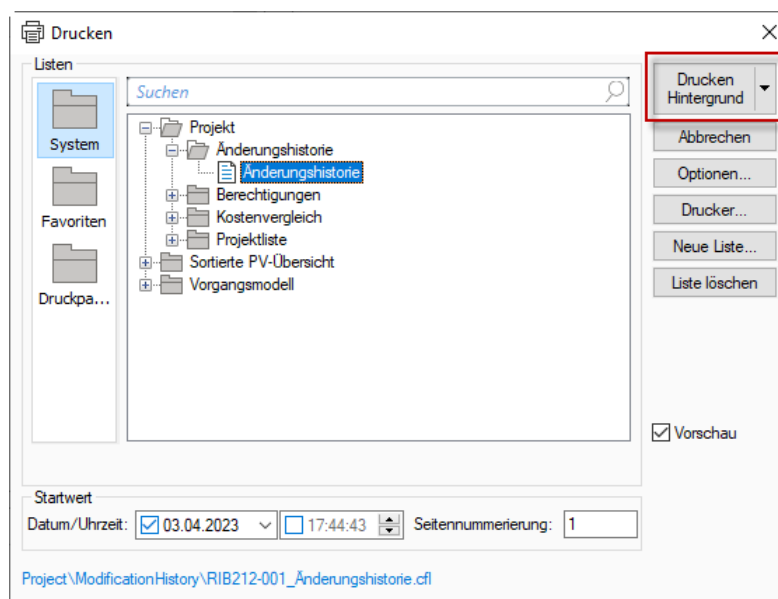 Drucken
Listen
System
Favoriten
Druckpa...
Suchen
Projekt
Änderungshistorie
Änderungshistorie
Berechtigungen
Kostenvergleich
Projektliste
Sortierte PV-Übersicht
Vorgangsmodell
Drucken
Hintergrund
Abbrechen
Optionen...
Drucker...
Neue Liste...
Liste löschen
Vorschau
Startwert
Datum/Uhrzeit: 03.04.2023 17:44:43 Seitennummerierung: 1
Project\ModificationHistory\RIB212-001_Änderungshistorie.cfl